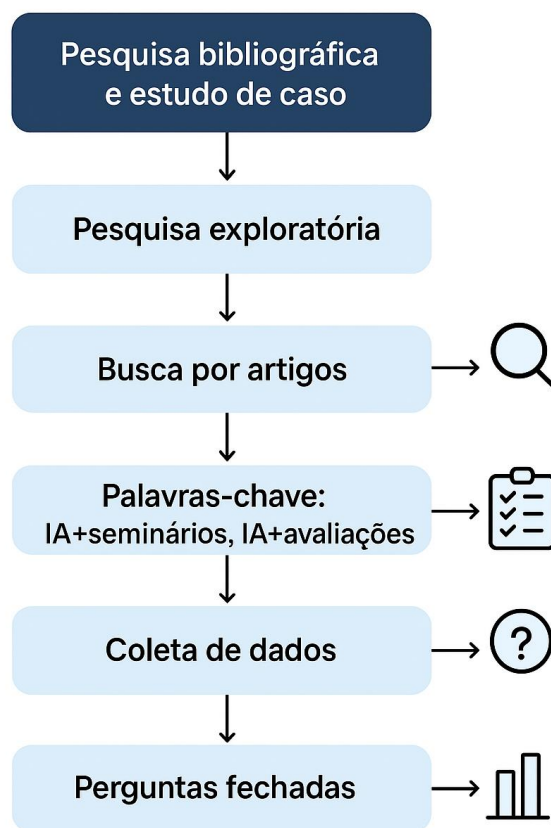 Pesquisa bibliográfica
e estudo de caso
Pesquisa exploratória
Busca por artigos
Palavras-chave:
IA+seminários, IA+avaliações
Coleta de dados
?
Perguntas fechadas